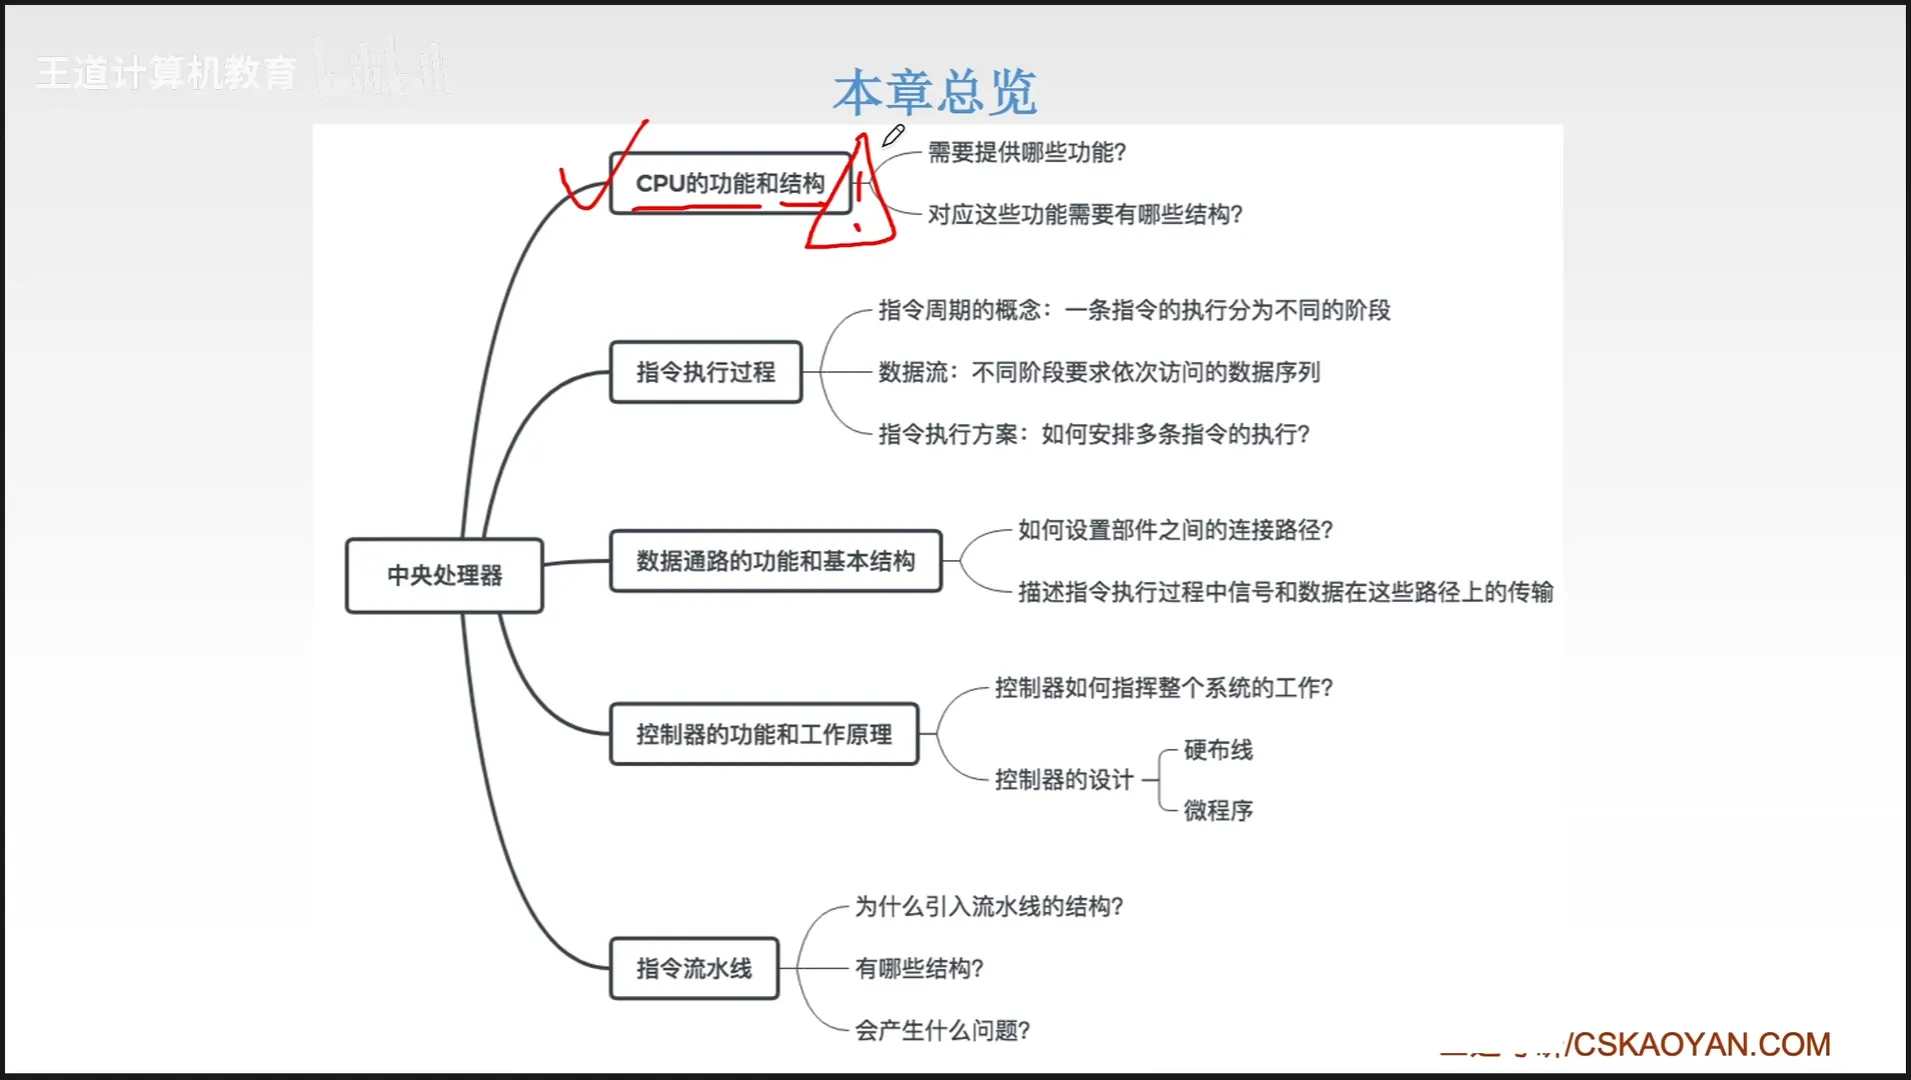 王道计算机教育 bilibili
本章总览
CPU的功能和结构
需要提供哪些功能?
对应这些功能需要有哪些结构?
指令执行过程
指令周期的概念：一条指令的执行分为不同的阶段
数据流：不同阶段要求依次访问的数据序列
指令执行方案：如何安排多条指令的执行?
中央处理器
数据通路的功能和基本结构
如何设置部件之间的连接路径?
描述指令执行过程中信号和数据在这些路径上的传输
控制器的功能和工作原理
控制器如何指挥整个系统的工作?
控制器的设计
硬布线
微程序
指令流水线
为什么引入流水线的结构?
有哪些结构?
会产生什么问题?
/CSKAOYAN.COM